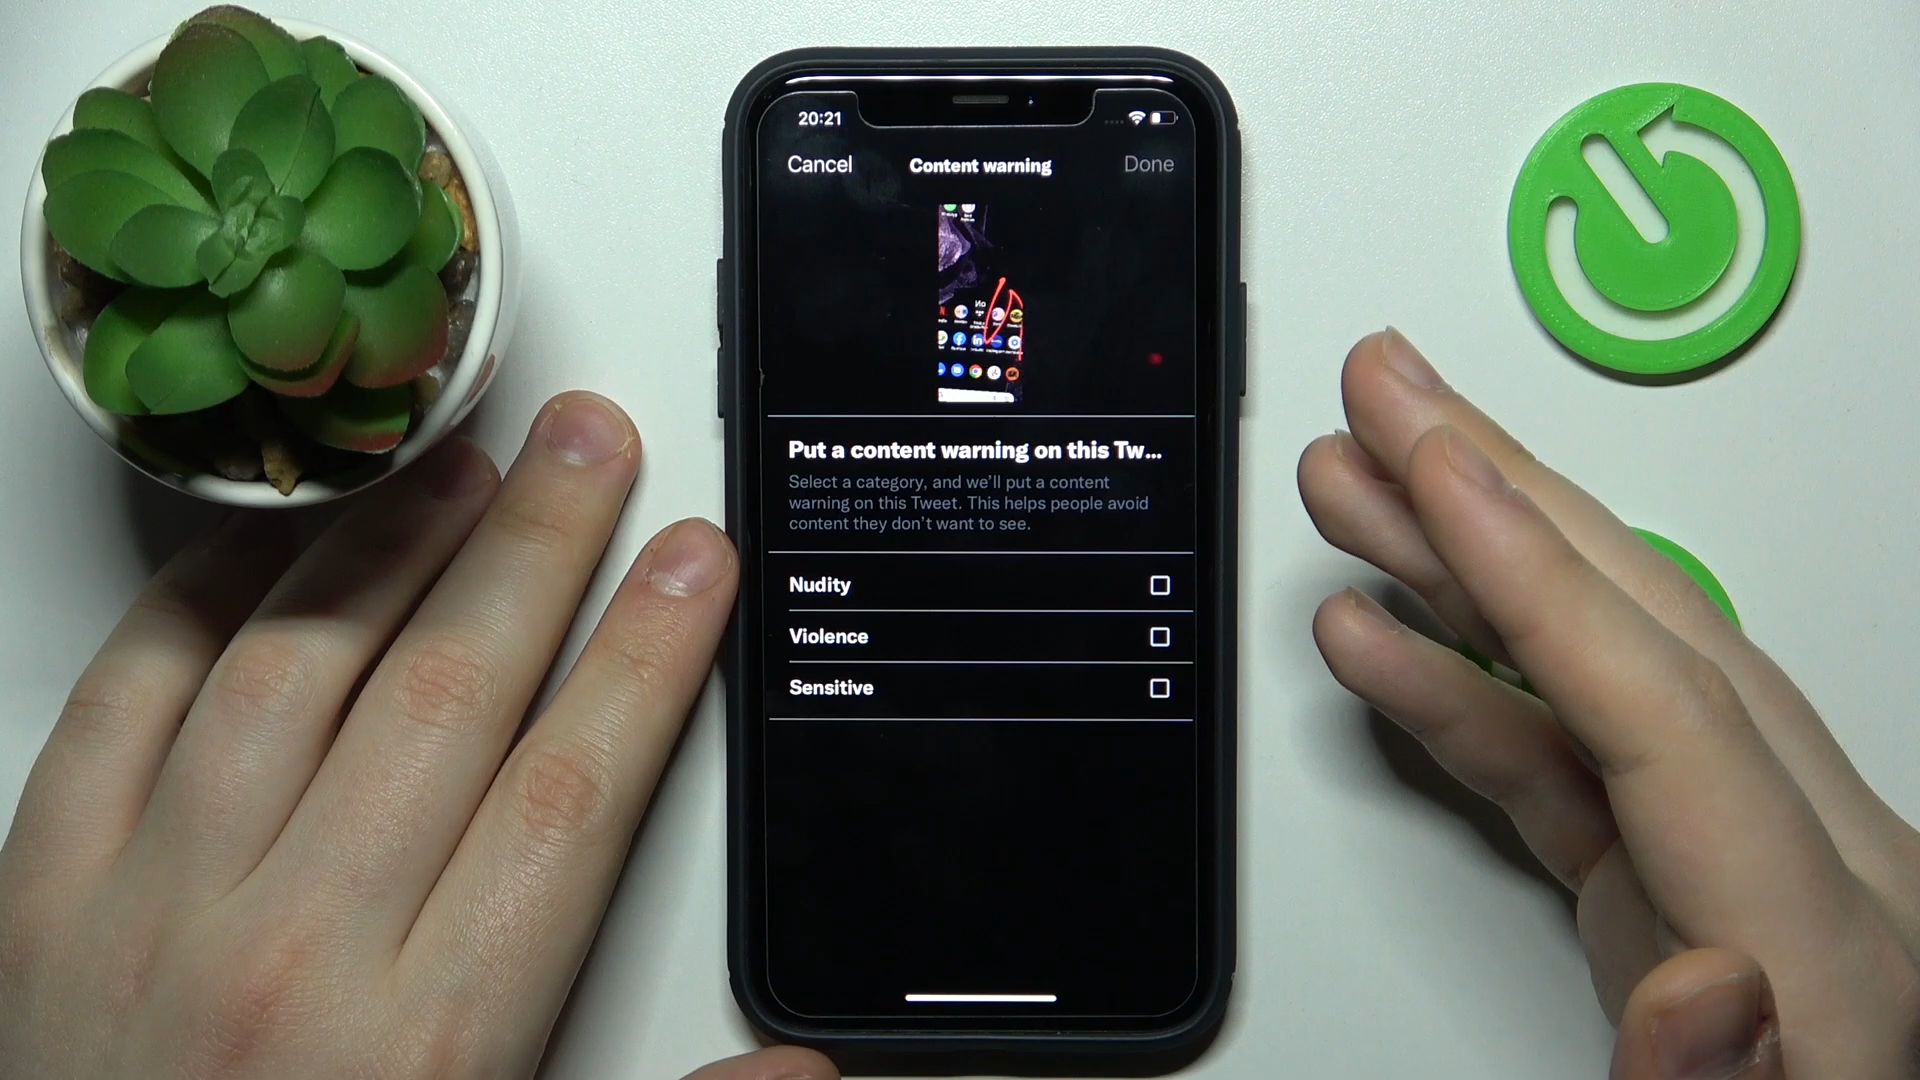 20:21
Cancel Content warning Done
Ио
Put a content warning on this Tw...
Select a category, and we'll put a content
warning on this Tweet. This helps people avoid
content they don't want to see.
Nudity
Violence
Sensitive